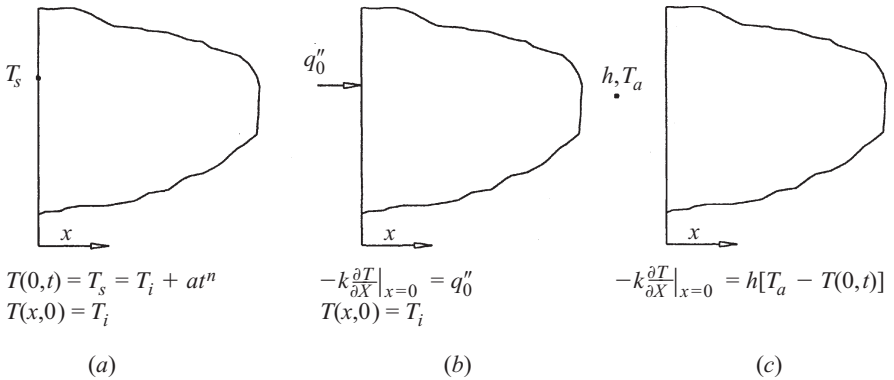 T_s
q''_0
h, T_a
x
x
x
T(0,t) = T_s = T_i + at^n
T(x,0) = T_i
-k ∂T/∂X |_{x=0} = q''_0
T(x,0) = T_i
-k ∂T/∂X |_{x=0} = h[T_a − T(0,t)]
(a)
(b)
(c)